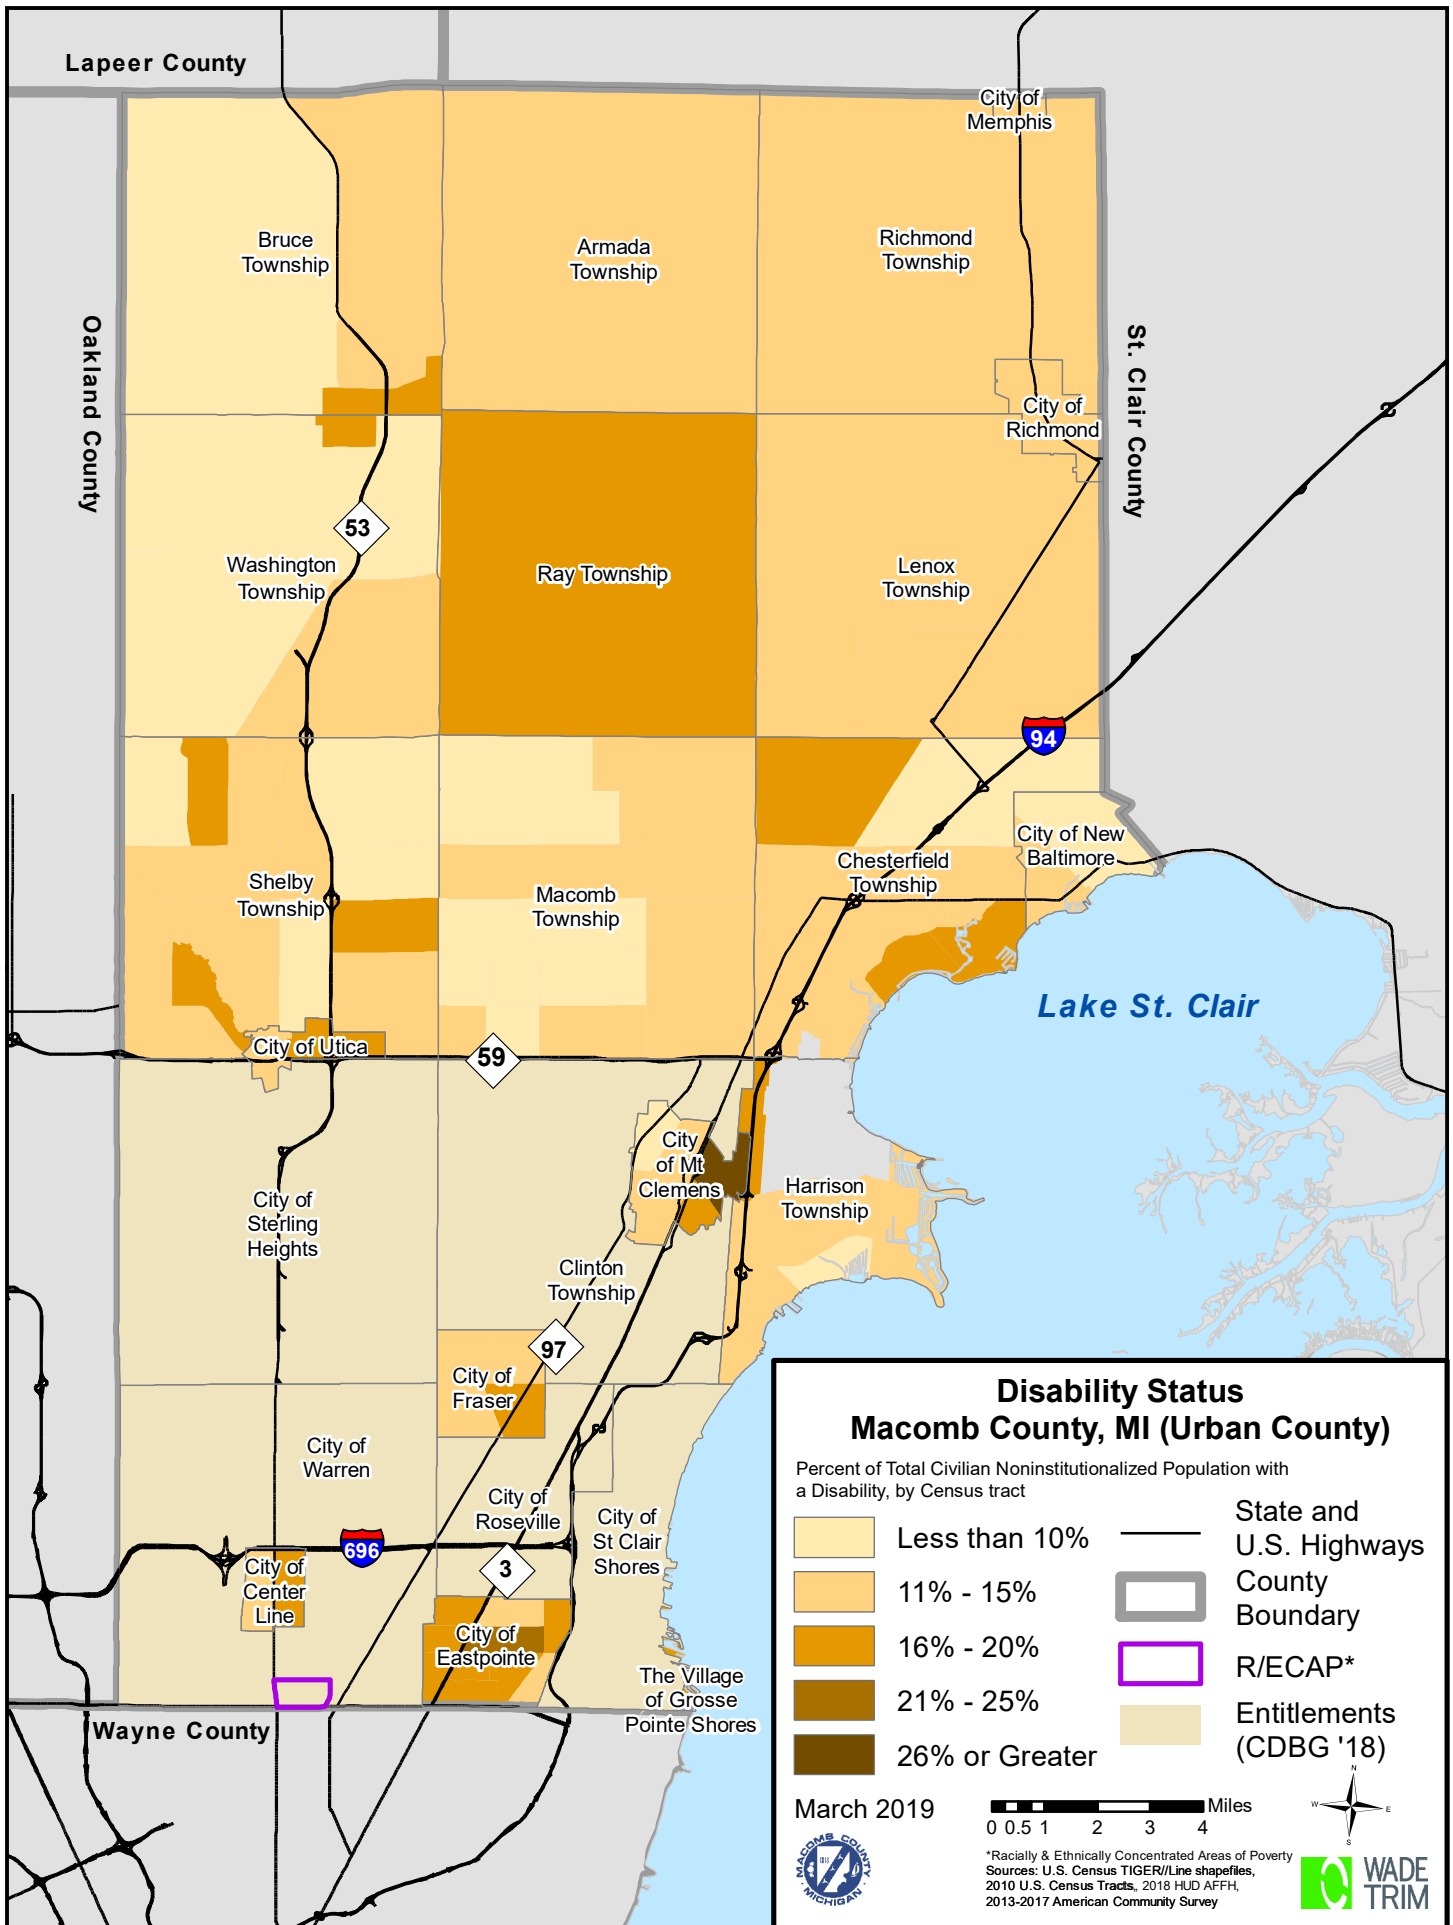 Lapeer County
City of
Memphis
Bruce
Township
Armada
Township
Richmond
Township
Oakland County
St. Clair County
City of
Richmond
53
Washington
Township
Ray Township
Lenox
Township
94
City of New
Baltimore
Chesterfield
Township
Shelby
Township
Macomb
Township
Lake St. Clair
City of Utica
59
City
of Mt
Clemens
Harrison
Township
City of
Sterling
Heights
Clinton
Township
97
City of
Fraser
City of
Warren
City of
Roseville
City of
St Clair
Shores
696
3
City of
Center
Line
City of
Eastpointe
The Village
of Grosse
Pointe Shores
Wayne County
Disability Status
Macomb County, MI (Urban County)
Percent of Total Civilian Noninstitutionalized Population with
a Disability, by Census tract
Less than 10%
11% - 15%
16% - 20%
21% - 25%
26% or Greater
State and
U.S. Highways
County
Boundary
R/ECAP*
Entitlements
(CDBG '18)
March 2019
Miles
0 0.5 1 2 3 4
N
W E
S
*Racially & Ethnically Concentrated Areas of Poverty
Sources: U.S. Census TIGER//Line shapefiles,
2010 U.S. Census Tracts,, 2018 HUD AFFH,
2013-2017 American Community Survey
MACOMB COUNTY
MICHIGAN
WADE
TRIM